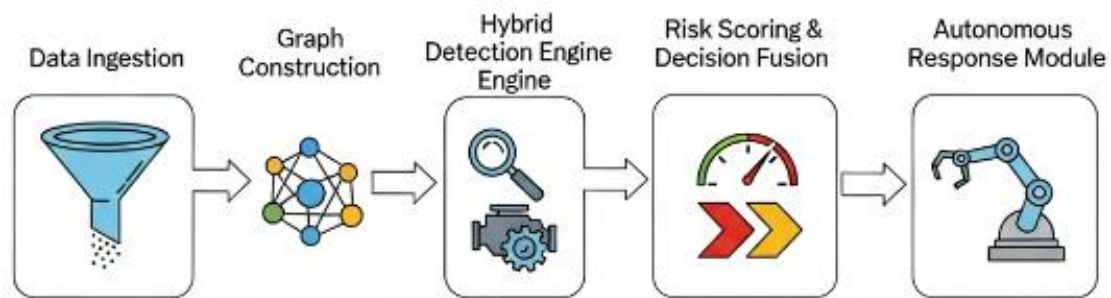 Data Ingestion
Graph
Construction
Hybrid
Detection Engine
Engine
Risk Scoring &
Decision Fusion
Autonomous
Response Module